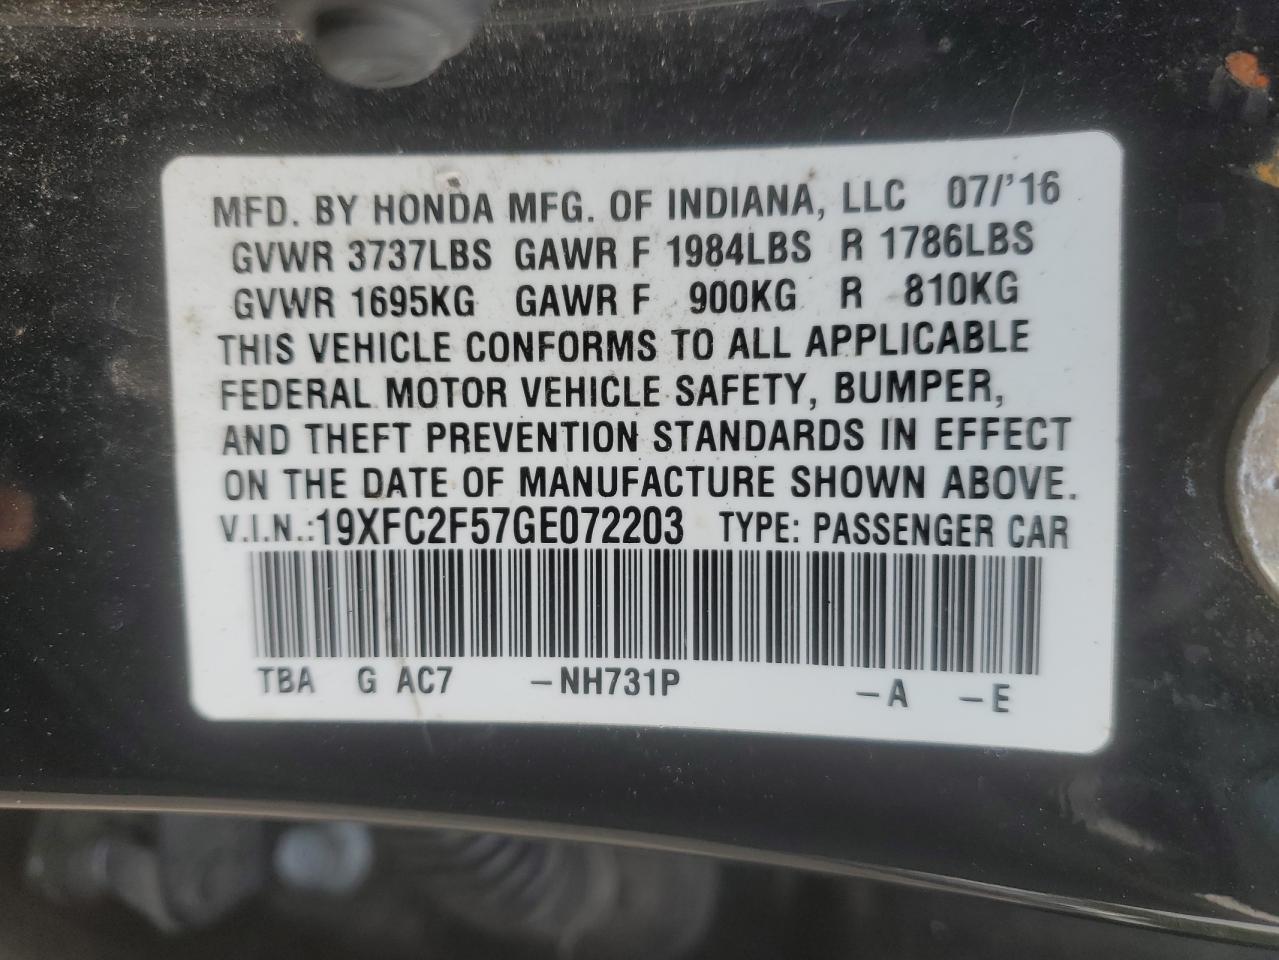 MFD. BY HONDA MFG. OF INDIANA, LLC 07/'16
GVWR 3737LBS GAWR F 1984LBS R 1786LBS
GVWR 1695KG GAWR F 900KG R 810KG
THIS VEHICLE CONFORMS TO ALL APPLICABLE
FEDERAL MOTOR VEHICLE SAFETY, BUMPER,
AND THEFT PREVENTION STANDARDS IN EFFECT
ON THE DATE OF MANUFACTURE SHOWN ABOVE.
V.I.N.:19XFC2F57GE072203 TYPE: PASSENGER CAR
TBA G AC7 –NH731P –A –E